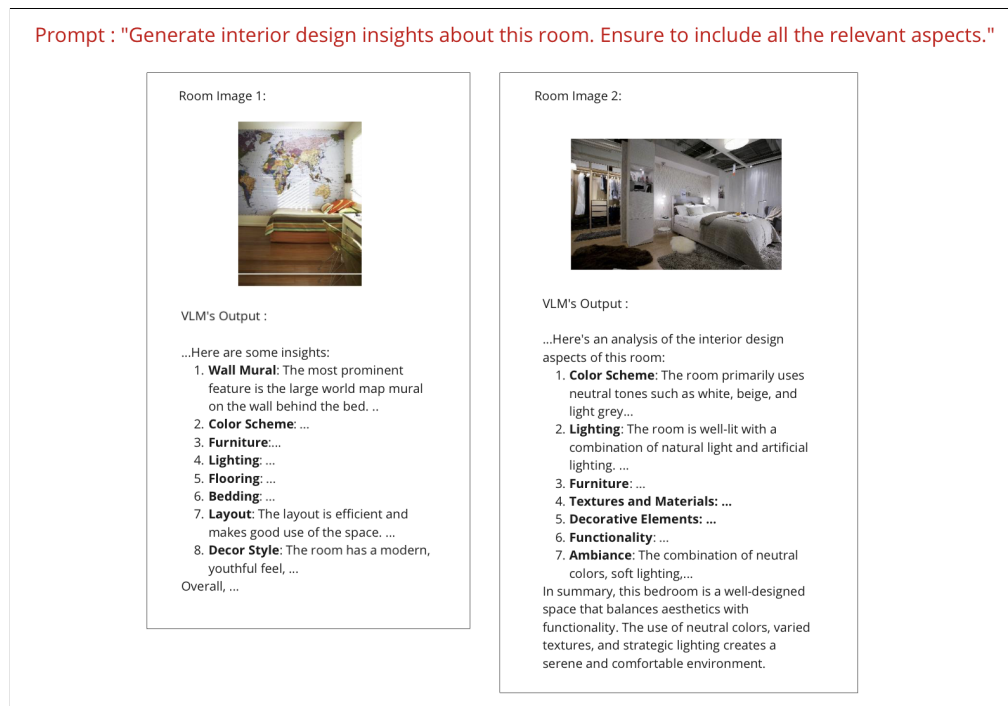 Prompt : "Generate interior design insights about this room. Ensure to include all the relevant aspects."
Room Image 1:
VLM's Output :
...Here are some insights:
1. Wall Mural: The most prominent
feature is the large world map mural
on the wall behind the bed. ..
2. Color Scheme: ...
3. Furniture:...
4. Lighting: ...
5. Flooring: ...
6. Bedding: ...
7. Layout: The layout is efficient and
makes good use of the space. ...
8. Decor Style: The room has a modern,
youthful feel, ...
Overall, ...
Room Image 2:
VLM's Output :
...Here's an analysis of the interior design
aspects of this room:
1. Color Scheme: The room primarily uses
neutral tones such as white, beige, and
light grey...
2. Lighting: The room is well-lit with a
combination of natural light and artificial
lighting. ...
3. Furniture: ...
4. Textures and Materials: ...
5. Decorative Elements: ...
6. Functionality: ...
7. Ambiance: The combination of neutral
colors, soft lighting,...
In summary, this bedroom is a well-designed
space that balances aesthetics with
functionality. The use of neutral colors, varied
textures, and strategic lighting creates a
serene and comfortable environment.